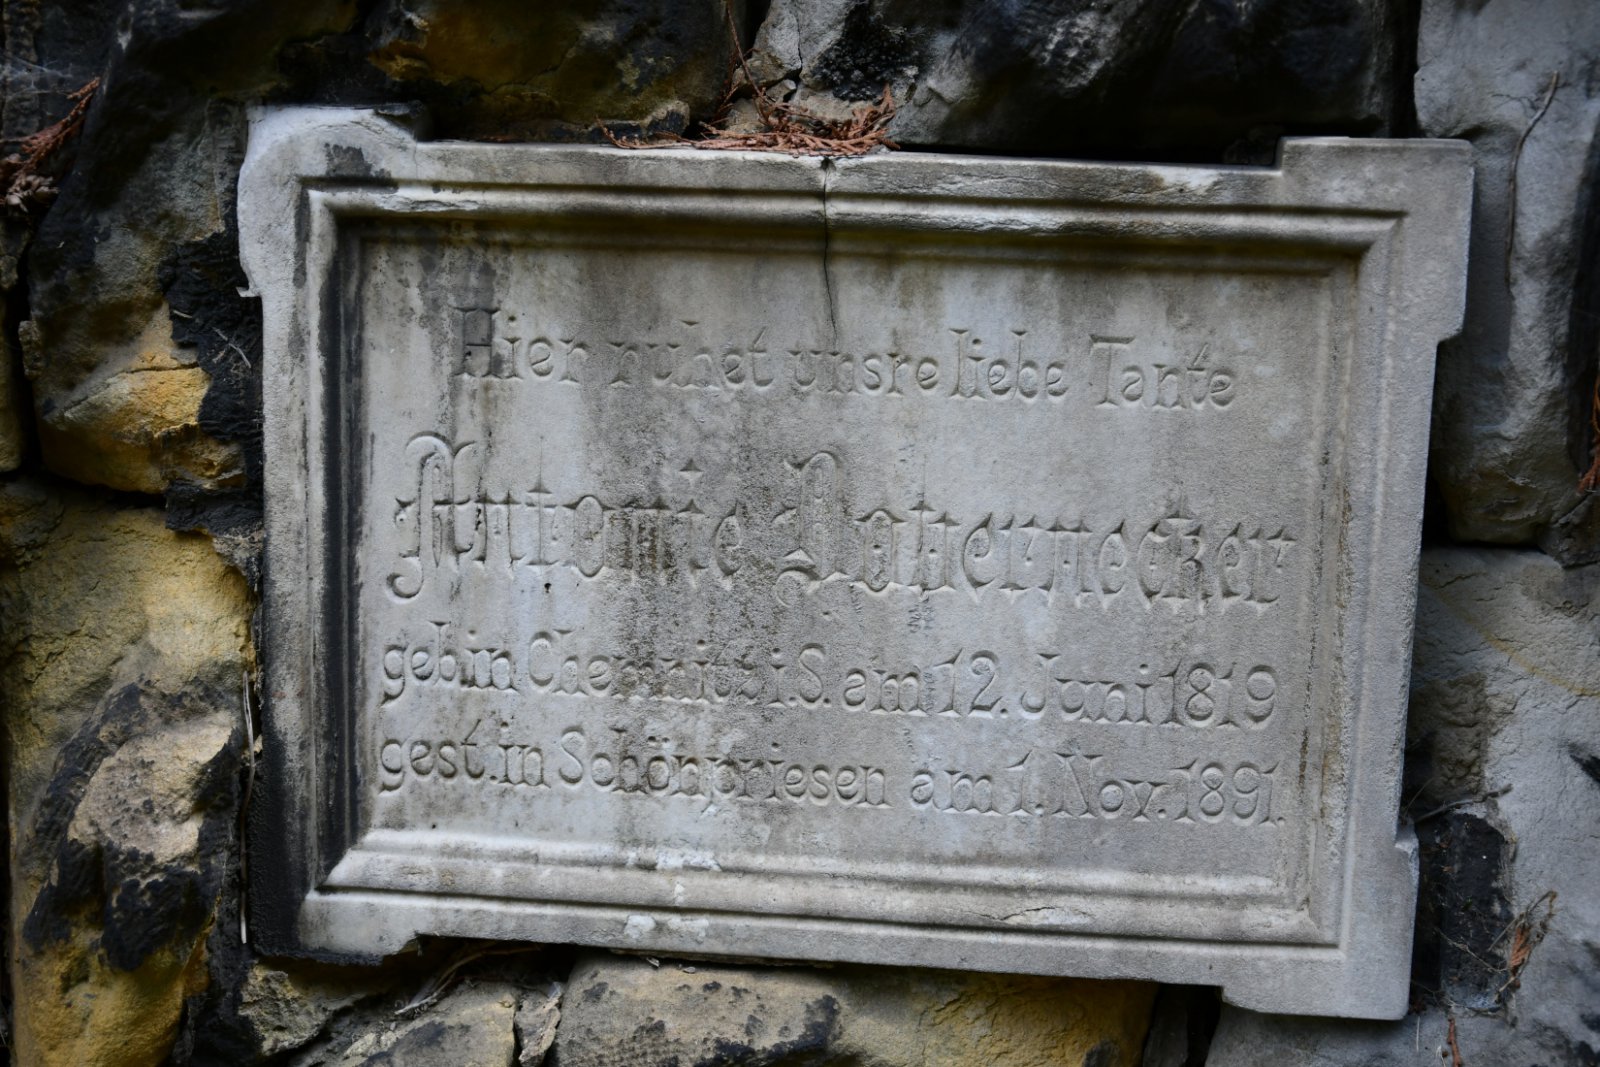 Hier ruhet unsre liebe Tante
Antonie Dobernecker
geb. in Chemnitz i. S. am 12. Juni 1819
gest. in Schönpriesen am 1. Nov. 1891.